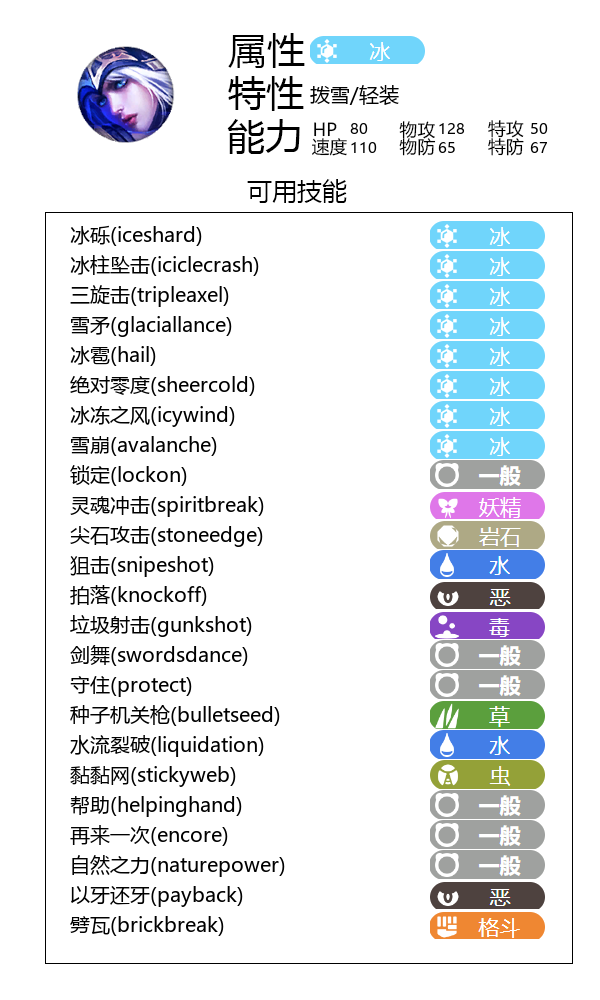 属性 冰
特性 拨雪/轻装
能力 HP 80 物攻 128 特攻 50
速度 110 物防 65 特防 67
可用技能
冰砾(iceshard) 冰
冰柱坠击(iciclecrash) 冰
三旋击(tripleaxel) 冰
雪矛(glaciallance) 冰
冰雹(hail) 冰
绝对零度(sheercold) 冰
冰冻之风(icywind) 冰
雪崩(avalanche) 冰
锁定(lockon) 一般
灵魂冲击(spiritbreak) 妖精
尖石攻击(stoneedge) 岩石
狙击(snipeshot) 水
拍落(knockoff) 恶
垃圾射击(gunkshot) 毒
剑舞(swordsdance) 一般
守住(protect) 一般
种子机关枪(bulletseed) 草
水流裂破(liquidation) 水
黏黏网(stickyweb) 虫
帮助(helpinghand) 一般
再来一次(encore) 一般
自然之力(naturepower) 一般
以牙还牙(payback) 恶
劈瓦(brickbreak) 格斗